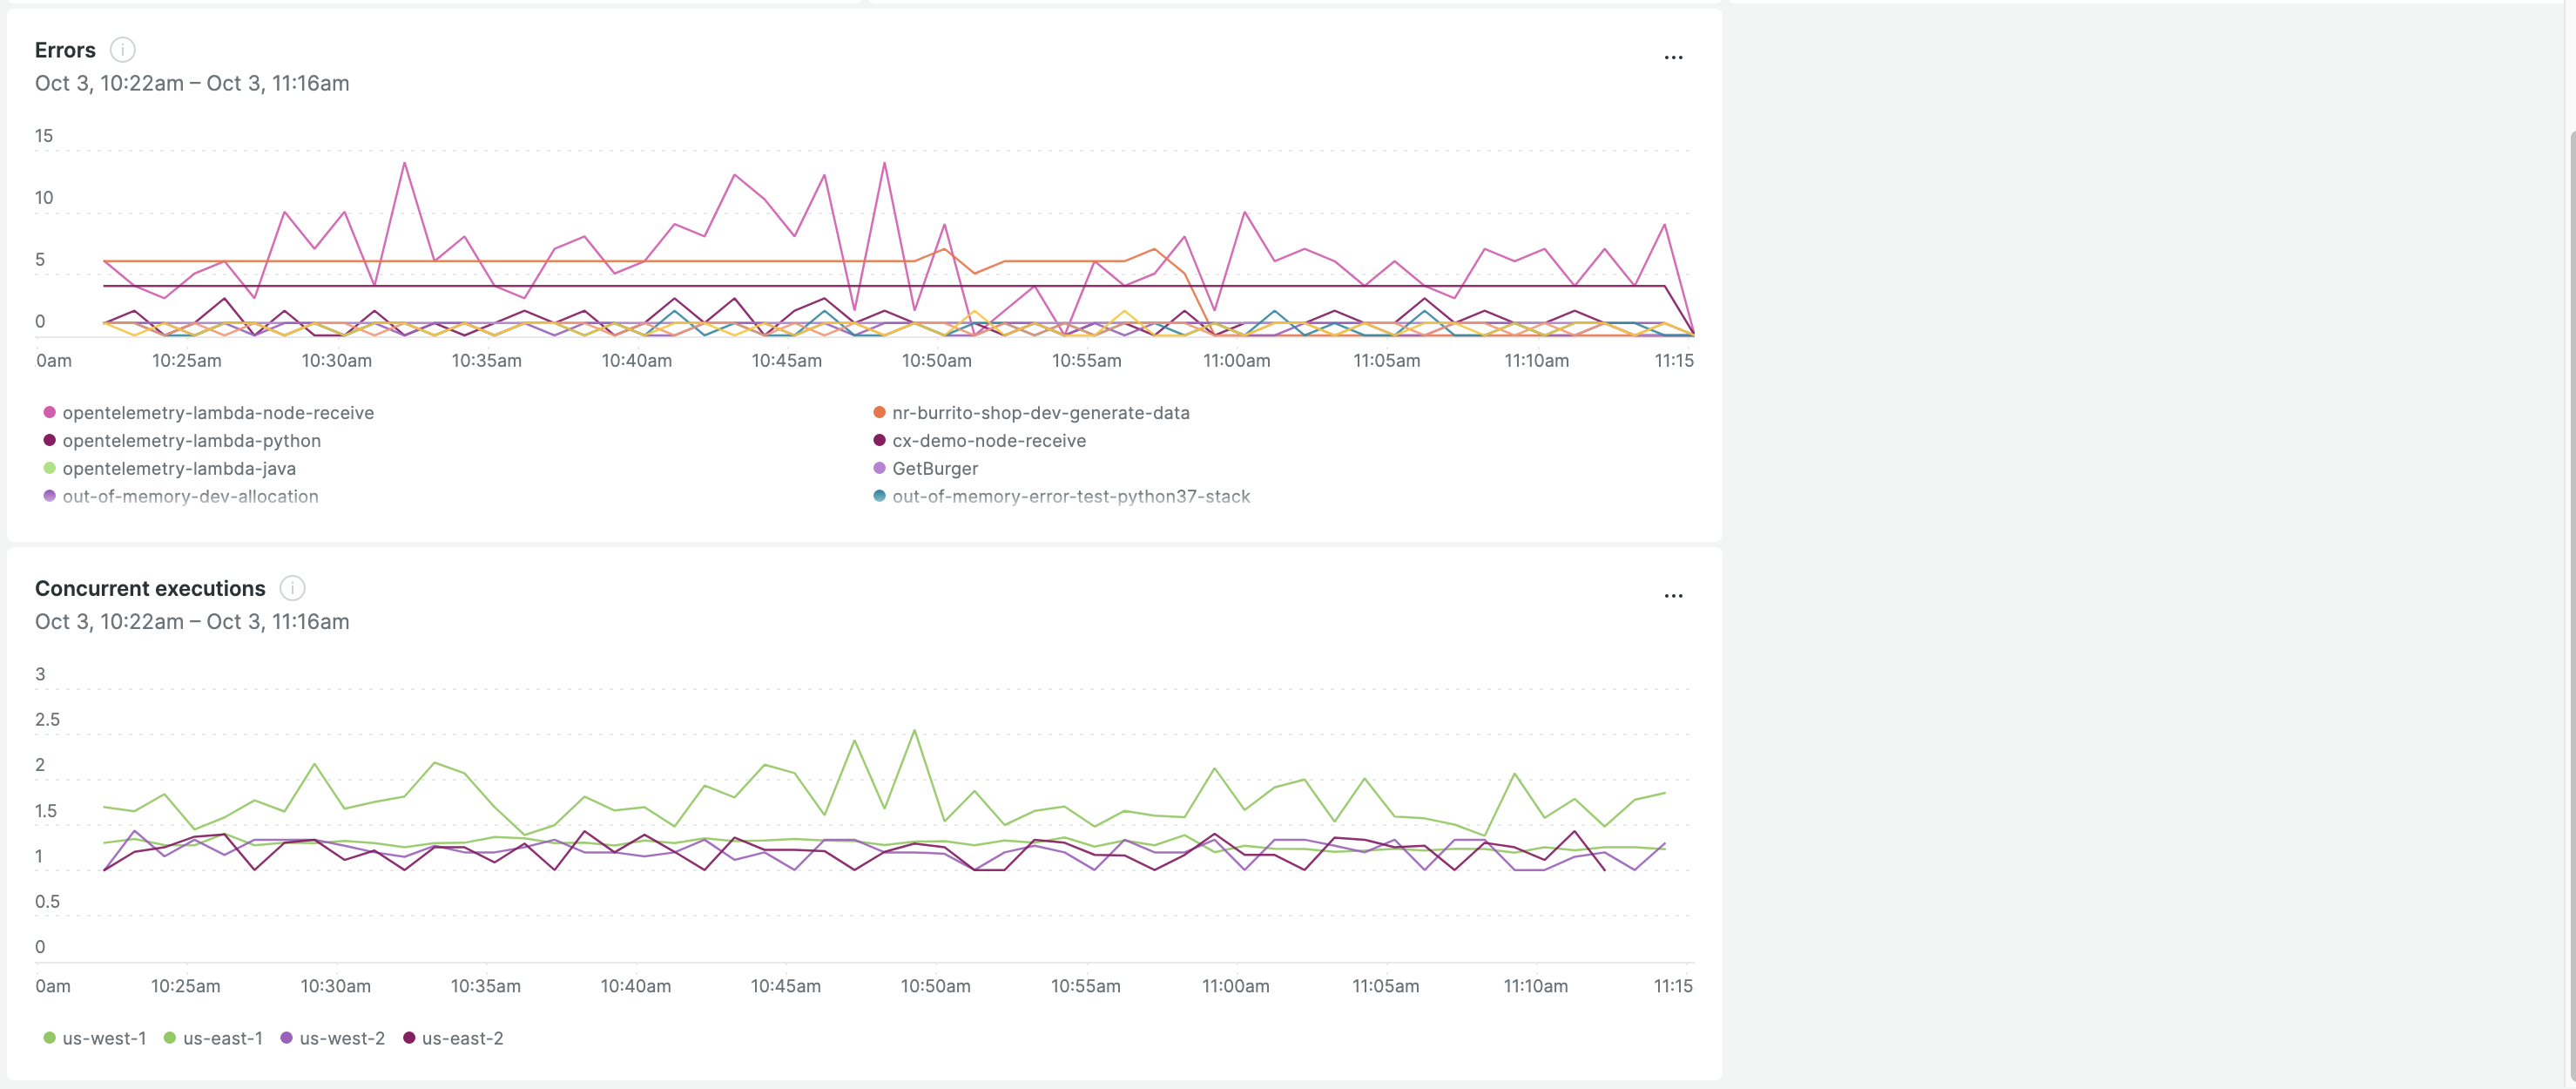 Errors
Oct 3, 10:22am – Oct 3, 11:16am
...
15
10
5
0
0am 10:25am 10:30am 10:35am 10:40am 10:45am 10:50am 10:55am 11:00am 11:05am 11:10am 11:15
opentelemetry-lambda-node-receive nr-burrito-shop-dev-generate-data
opentelemetry-lambda-python cx-demo-node-receive
opentelemetry-lambda-java GetBurger
out-of-memory-dev-allocation out-of-memory-error-test-python37-stack
Concurrent executions
Oct 3, 10:22am – Oct 3, 11:16am
...
3
2.5
2
1.5
1
0.5
0
0am 10:25am 10:30am 10:35am 10:40am 10:45am 10:50am 10:55am 11:00am 11:05am 11:10am 11:15
us-west-1 us-east-1 us-west-2 us-east-2